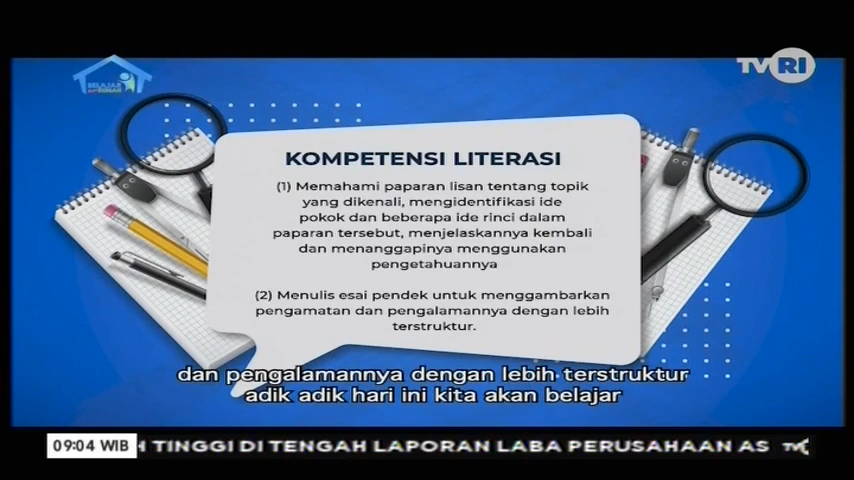 BELAJAR
DARI RUMAH
TVRI
KOMPETENSI LITERASI
(1) Memahami paparan lisan tentang topik
yang dikenali, mengidentifikasi ide
pokok dan beberapa ide rinci dalam
paparan tersebut, menjelaskannya kembali
dan menanggapinya menggunakan
pengetahuannya
(2) Menulis esai pendek untuk menggambarkan
pengamatan dan pengalamannya dengan lebih
terstruktur.
dan pengalamannya dengan lebih terstruktur
adik adik hari ini kita akan belajar
09:04 WIB
TINGGI DI TENGAH LAPORAN LABA PERUSAHAAN AS